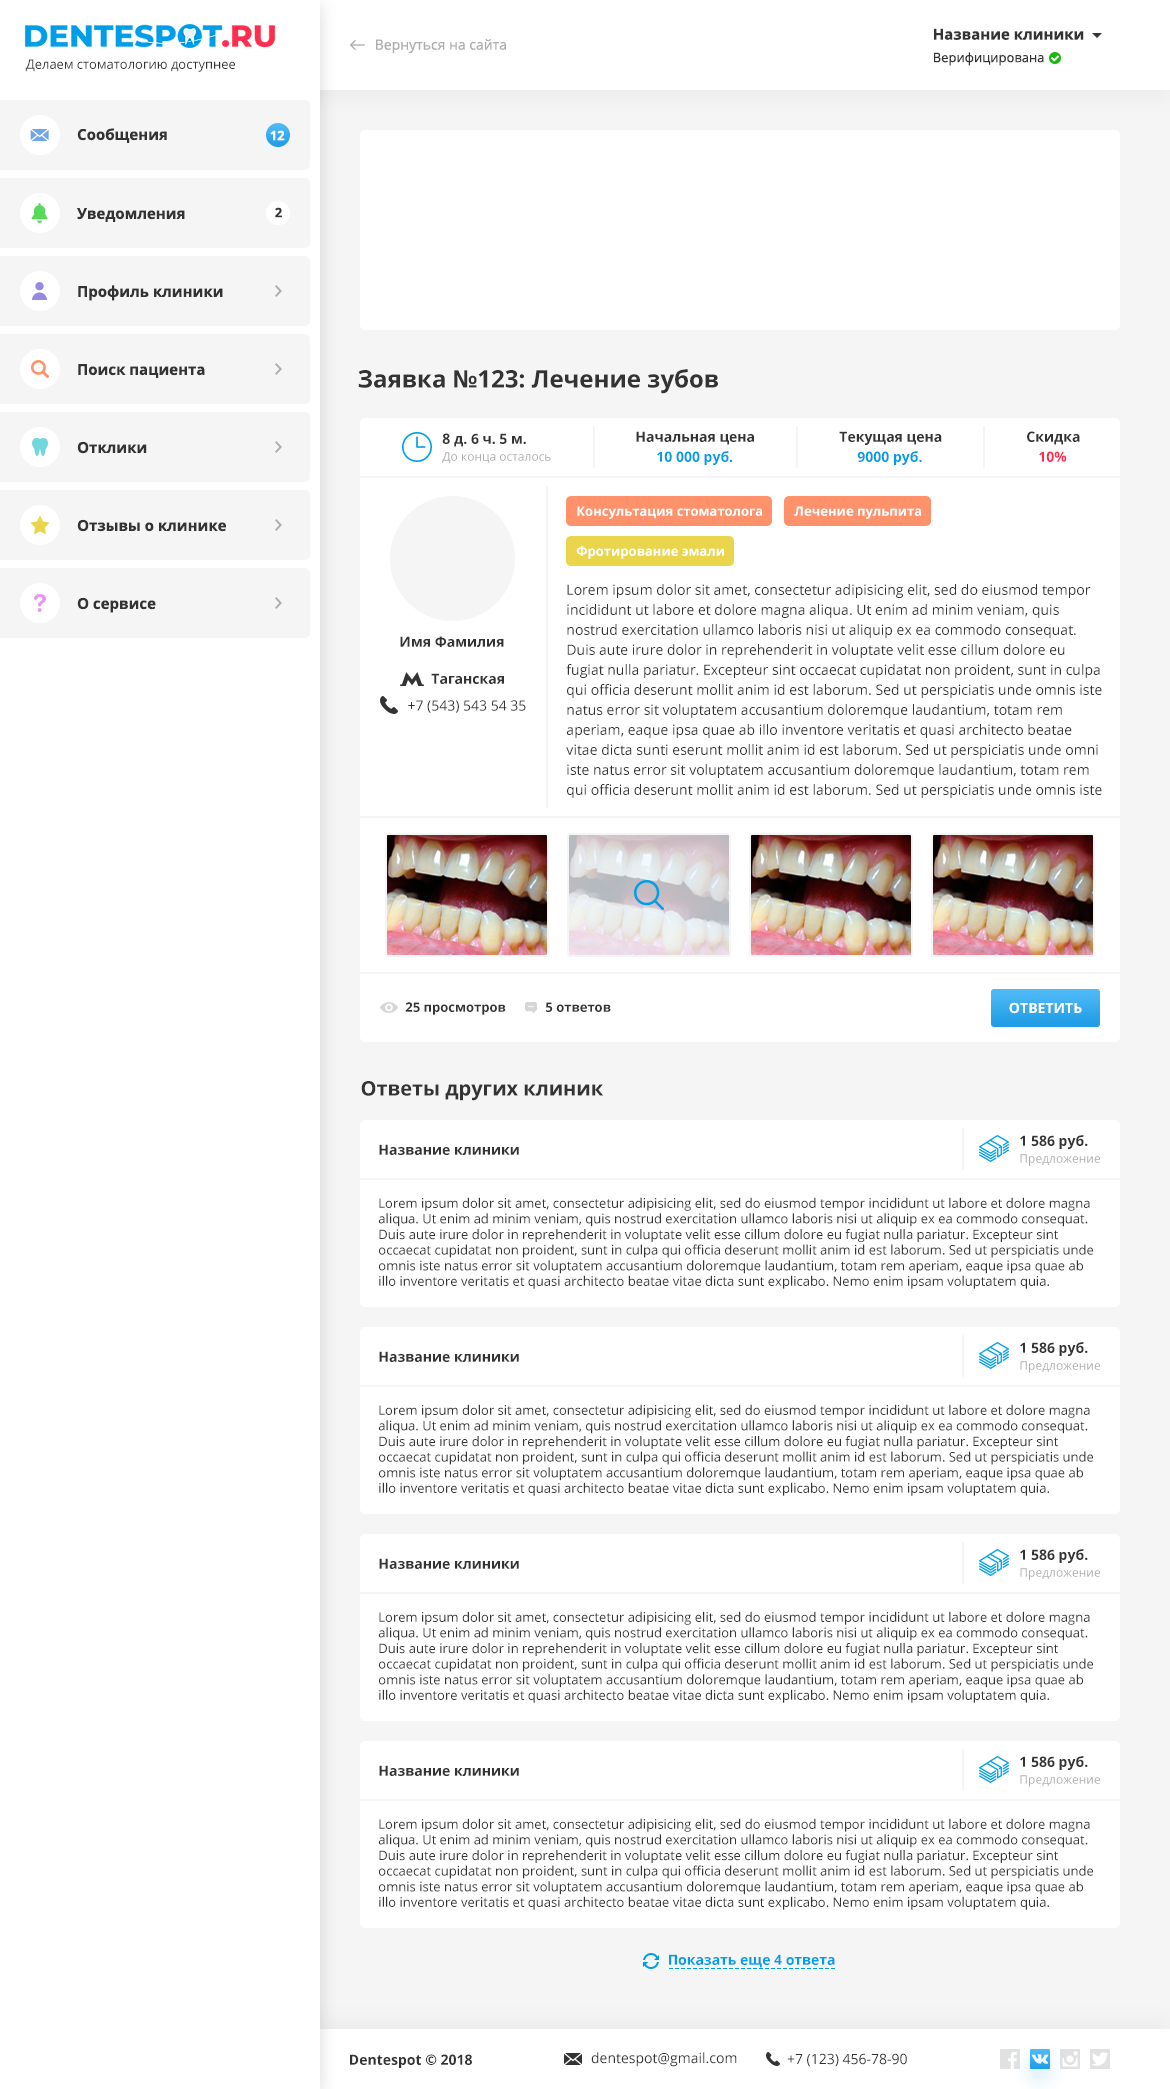 DENTESPOT.RU
Делаем стоматологию доступнее
Сообщения 12
Уведомления 2
Профиль клиники
Поиск пациента
Отклики
Отзывы о клинике
О сервисе
Вернуться на сайта
Название клиники
Верифицирована
Заявка №123: Лечение зубов
8 д. 6 ч. 5 м.
До конца осталось
Начальная цена
10 000 руб.
Текущая цена
9000 руб.
Скидка
10%
Имя Фамилия
Таганская
+7 (543) 543 54 35
Консультация стоматолога Лечение пульпита
Фротирование эмали
Lorem ipsum dolor sit amet, consectetur adipisicing elit, sed do eiusmod tempor
incididunt ut labore et dolore magna aliqua. Ut enim ad minim veniam, quis
nostrud exercitation ullamco laboris nisi ut aliquip ex ea commodo consequat.
Duis aute irure dolor in reprehenderit in voluptate velit esse cillum dolore eu
fugiat nulla pariatur. Excepteur sint occaecat cupidatat non proident, sunt in culpa
qui officia deserunt mollit anim id est laborum. Sed ut perspiciatis unde omnis iste
natus error sit voluptatem accusantium doloremque laudantium, totam rem
aperiam, eaque ipsa quae ab illo inventore veritatis et quasi architecto beatae
vitae dicta sunti eserunt mollit anim id est laborum. Sed ut perspiciatis unde omni
iste natus error sit voluptatem accusantium doloremque laudantium, totam rem
qui officia deserunt mollit anim id est laborum. Sed ut perspiciatis unde omnis iste
25 просмотров 5 ответов ОТВЕТИТЬ
Ответы других клиник
Название клиники
1 586 руб.
Предложение
Lorem ipsum dolor sit amet, consectetur adipisicing elit, sed do eiusmod tempor incididunt ut labore et dolore magna
aliqua. Ut enim ad minim veniam, quis nostrud exercitation ullamco laboris nisi ut aliquip ex ea commodo consequat.
Duis aute irure dolor in reprehenderit in voluptate velit esse cillum dolore eu fugiat nulla pariatur. Excepteur sint
occaecat cupidatat non proident, sunt in culpa qui officia deserunt mollit anim id est laborum. Sed ut perspiciatis unde
omnis iste natus error sit voluptatem accusantium doloremque laudantium, totam rem aperiam, eaque ipsa quae ab
illo inventore veritatis et quasi architecto beatae vitae dicta sunt explicabo. Nemo enim ipsam voluptatem quia.
Название клиники
1 586 руб.
Предложение
Lorem ipsum dolor sit amet, consectetur adipisicing elit, sed do eiusmod tempor incididunt ut labore et dolore magna
aliqua. Ut enim ad minim veniam, quis nostrud exercitation ullamco laboris nisi ut aliquip ex ea commodo consequat.
Duis aute irure dolor in reprehenderit in voluptate velit esse cillum dolore eu fugiat nulla pariatur. Excepteur sint
occaecat cupidatat non proident, sunt in culpa qui officia deserunt mollit anim id est laborum. Sed ut perspiciatis unde
omnis iste natus error sit voluptatem accusantium doloremque laudantium, totam rem aperiam, eaque ipsa quae ab
illo inventore veritatis et quasi architecto beatae vitae dicta sunt explicabo. Nemo enim ipsam voluptatem quia.
Название клиники
1 586 руб.
Предложение
Lorem ipsum dolor sit amet, consectetur adipisicing elit, sed do eiusmod tempor incididunt ut labore et dolore magna
aliqua. Ut enim ad minim veniam, quis nostrud exercitation ullamco laboris nisi ut aliquip ex ea commodo consequat.
Duis aute irure dolor in reprehenderit in voluptate velit esse cillum dolore eu fugiat nulla pariatur. Excepteur sint
occaecat cupidatat non proident, sunt in culpa qui officia deserunt mollit anim id est laborum. Sed ut perspiciatis unde
omnis iste natus error sit voluptatem accusantium doloremque laudantium, totam rem aperiam, eaque ipsa quae ab
illo inventore veritatis et quasi architecto beatae vitae dicta sunt explicabo. Nemo enim ipsam voluptatem quia.
Название клиники
1 586 руб.
Предложение
Lorem ipsum dolor sit amet, consectetur adipisicing elit, sed do eiusmod tempor incididunt ut labore et dolore magna
aliqua. Ut enim ad minim veniam, quis nostrud exercitation ullamco laboris nisi ut aliquip ex ea commodo consequat.
Duis aute irure dolor in reprehenderit in voluptate velit esse cillum dolore eu fugiat nulla pariatur. Excepteur sint
occaecat cupidatat non proident, sunt in culpa qui officia deserunt mollit anim id est laborum. Sed ut perspiciatis unde
omnis iste natus error sit voluptatem accusantium doloremque laudantium, totam rem aperiam, eaque ipsa quae ab
illo inventore veritatis et quasi architecto beatae vitae dicta sunt explicabo. Nemo enim ipsam voluptatem quia.
Показать еще 4 ответа
Dentespot © 2018 dentespot@gmail.com +7 (123) 456-78-90